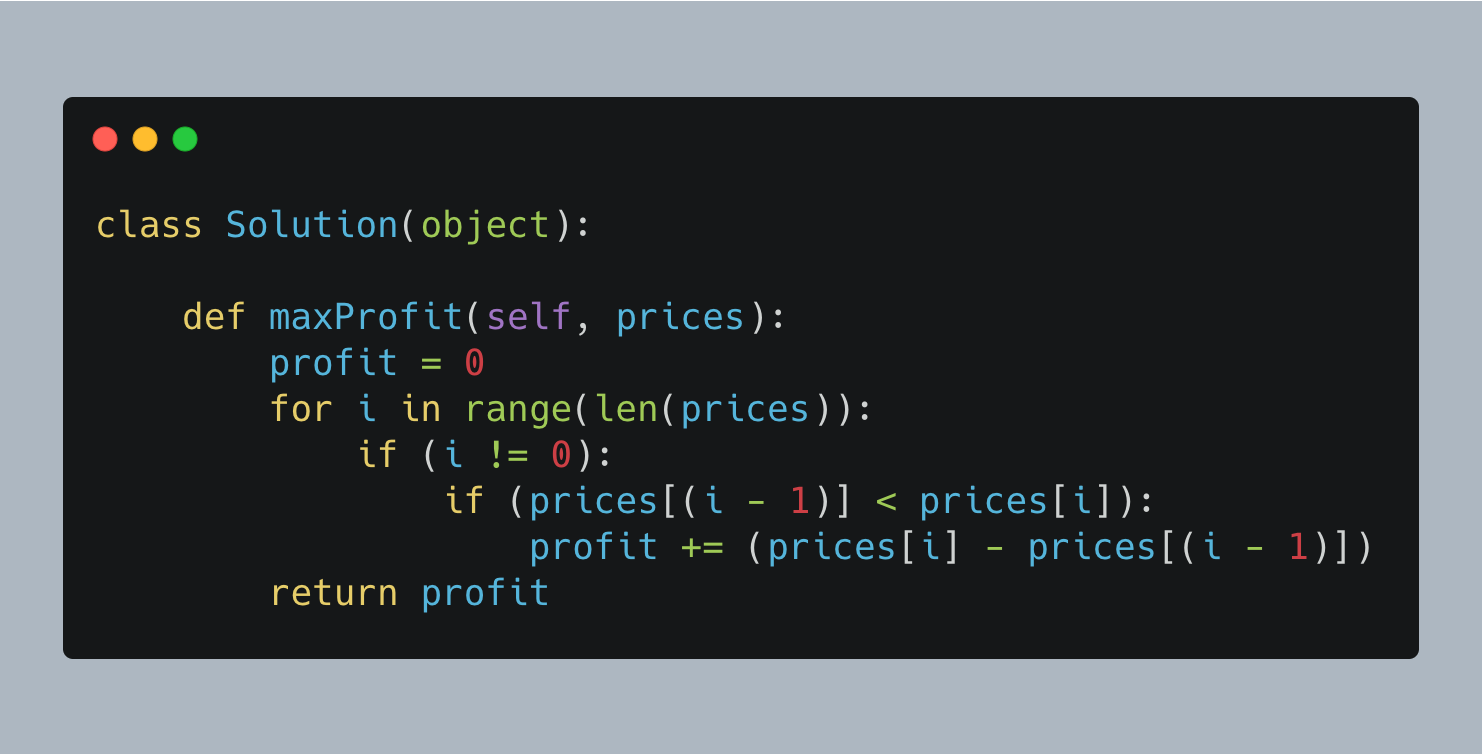 class Solution(object):

    def maxProfit(self, prices):
        profit = 0
        for i in range(len(prices)):
            if (i != 0):
                if (prices[(i - 1)] < prices[i]):
                    profit += (prices[i] - prices[(i - 1)])
        return profit